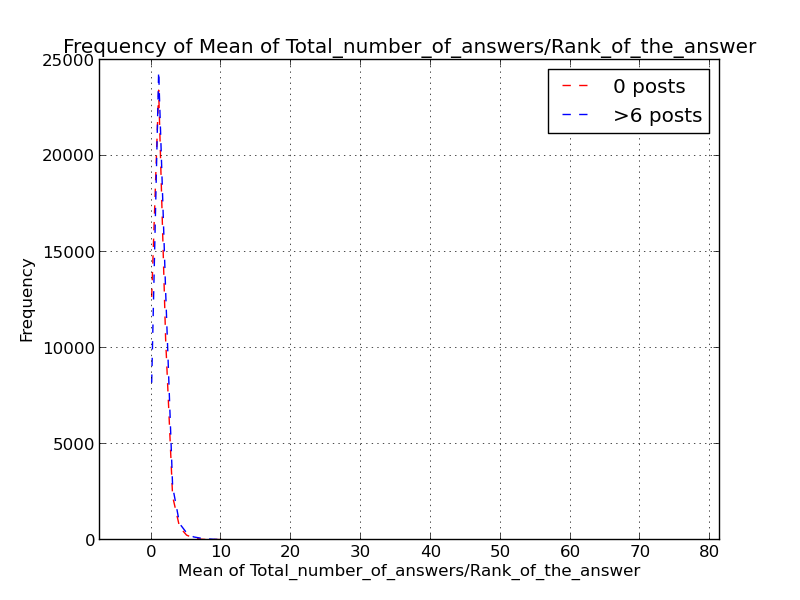 Frequency of Mean of Total_number_of_answers/Rank_of_the_answer
25000
20000
15000
10000
5000
0
Frequency
0 posts
>6 posts
0 10 20 30 40 50 60 70 80
Mean of Total_number_of_answers/Rank_of_the_answer